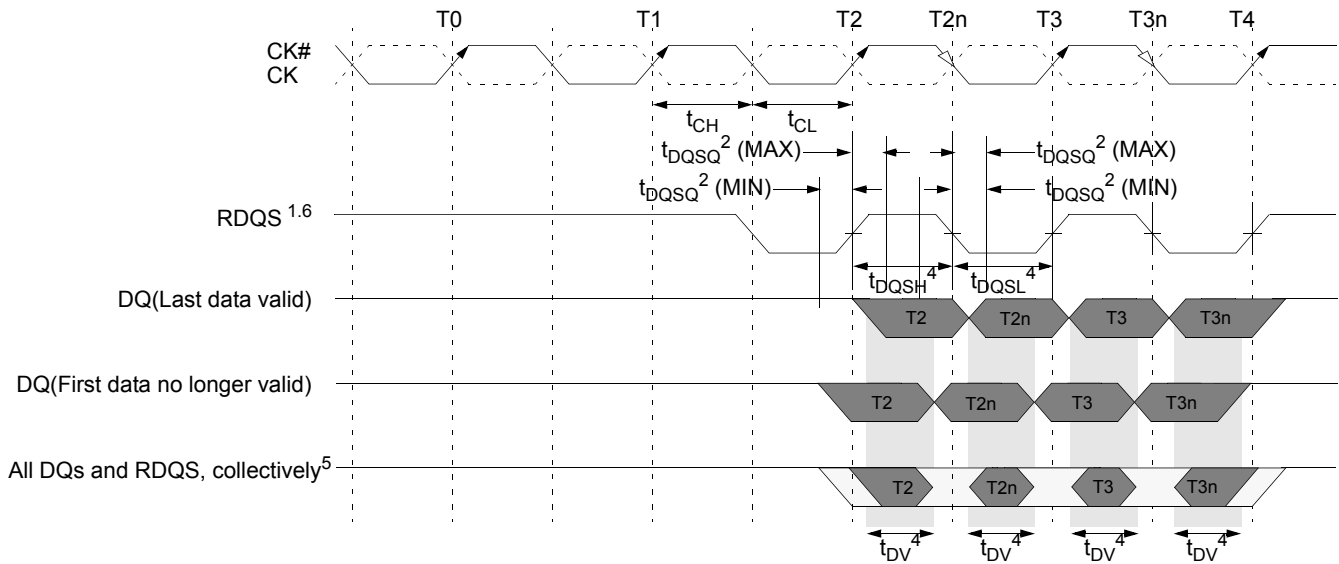 T0 T1 T2 T2n T3 T3n T4
CK#
CK
tCH tCL
tDQSQ2 (MAX) tDQSQ2 (MAX)
tDQSQ2 (MIN) tDQSQ2 (MIN)
RDQS 1.6
tDQSH4 tDQSL4
DQ(Last data valid)
T2 T2n T3 T3n
DQ(First data no longer valid)
T2 T2n T3 T3n
All DQs and RDQS, collectively5
T2 T2n T3 T3n
tDV4 tDV4 tDV4 tDV4